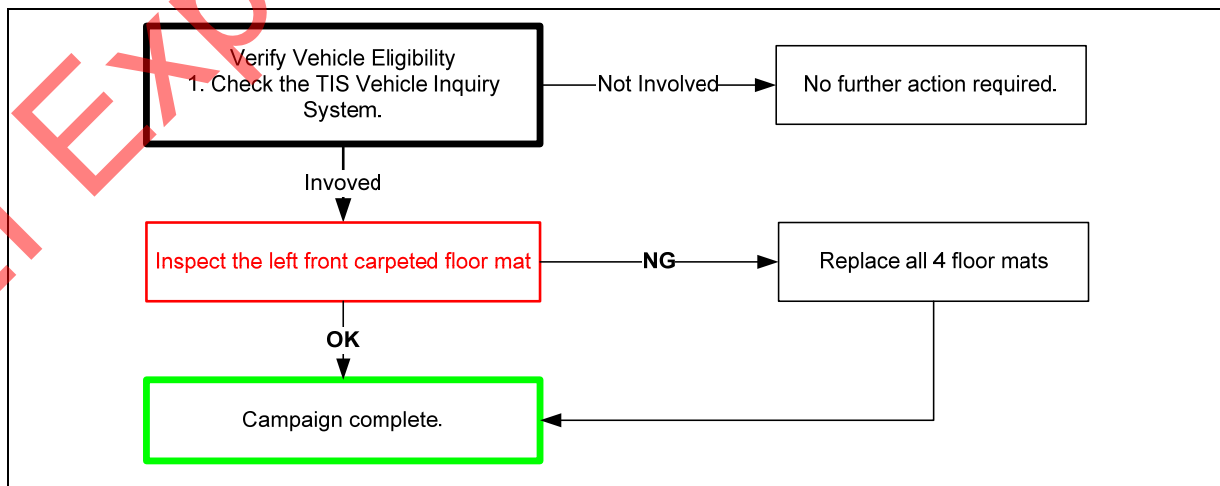 Verify Vehicle Eligibility
1. Check the TIS Vehicle Inquiry
System.
Not Involved
No further action required.
Invoved
Inspect the left front carpeted floor mat
NG
Replace all 4 floor mats
OK
Campaign complete.